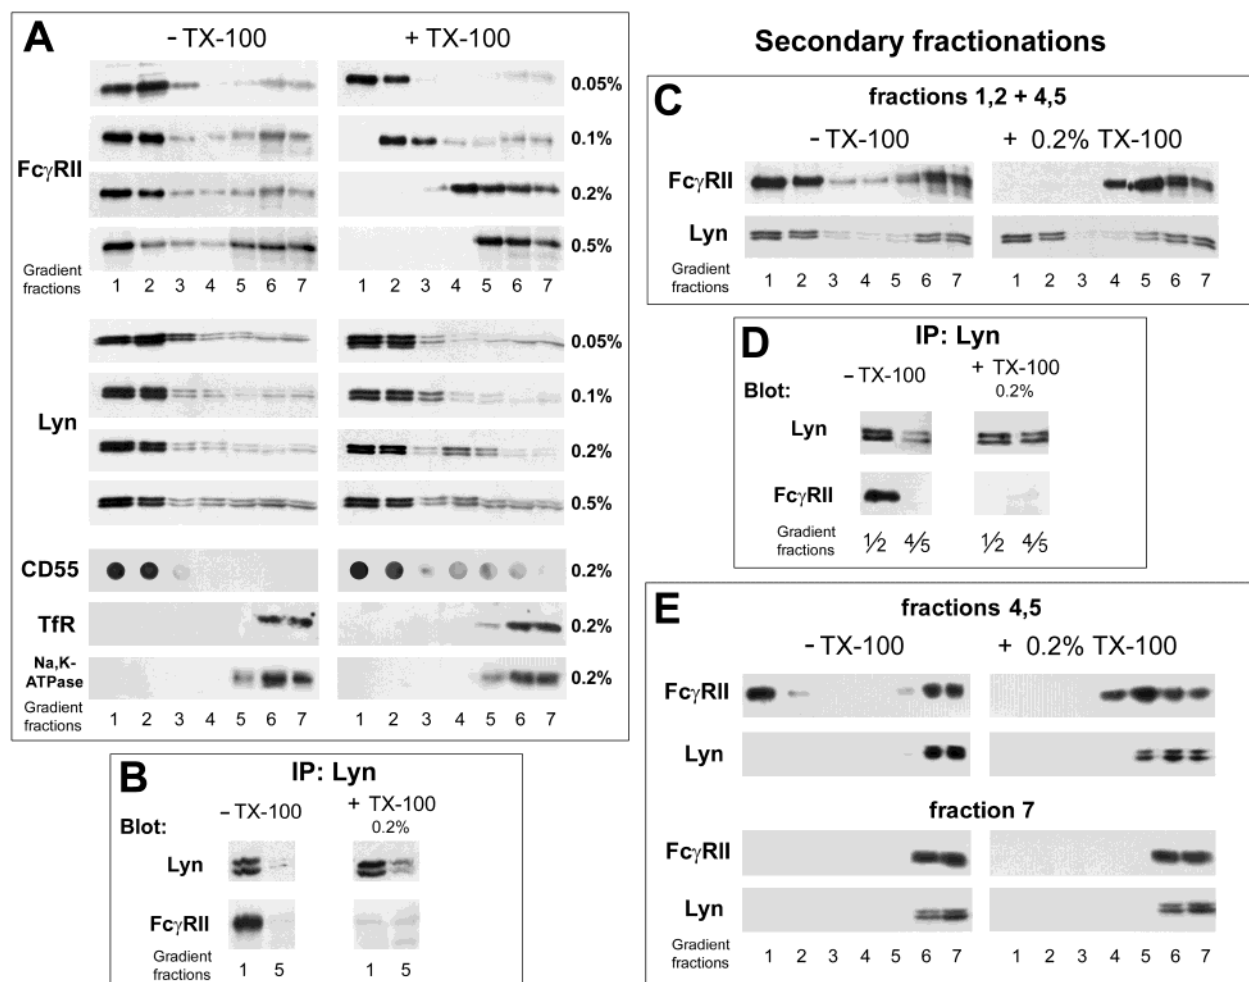 A
– TX-100 + TX-100
0.05%
0.1%
FcγRII
0.2%
0.5%
Gradient
fractions
1 2 3 4 5 6 7 1 2 3 4 5 6 7
0.05%
0.1%
Lyn
0.2%
0.5%
CD55 0.2%
TfR 0.2%
Na,K-
ATPase 0.2%
Gradient
fractions
1 2 3 4 5 6 7 1 2 3 4 5 6 7
B
IP: Lyn
– TX-100 + TX-100
Blot: 0.2%
Lyn
FcγRII
Gradient
fractions
1 5 1 5
Secondary fractionations
C
fractions 1,2 + 4,5
– TX-100 + 0.2% TX-100
FcγRII
Lyn
Gradient
fractions
1 2 3 4 5 6 7 1 2 3 4 5 6 7
D
IP: Lyn
– TX-100 + TX-100
Blot: 0.2%
Lyn
FcγRII
Gradient
fractions
1/2 4/5 1/2 4/5
E
fractions 4,5
– TX-100 + 0.2% TX-100
FcγRII
Lyn
fraction 7
FcγRII
Lyn
Gradient
fractions
1 2 3 4 5 6 7 1 2 3 4 5 6 7